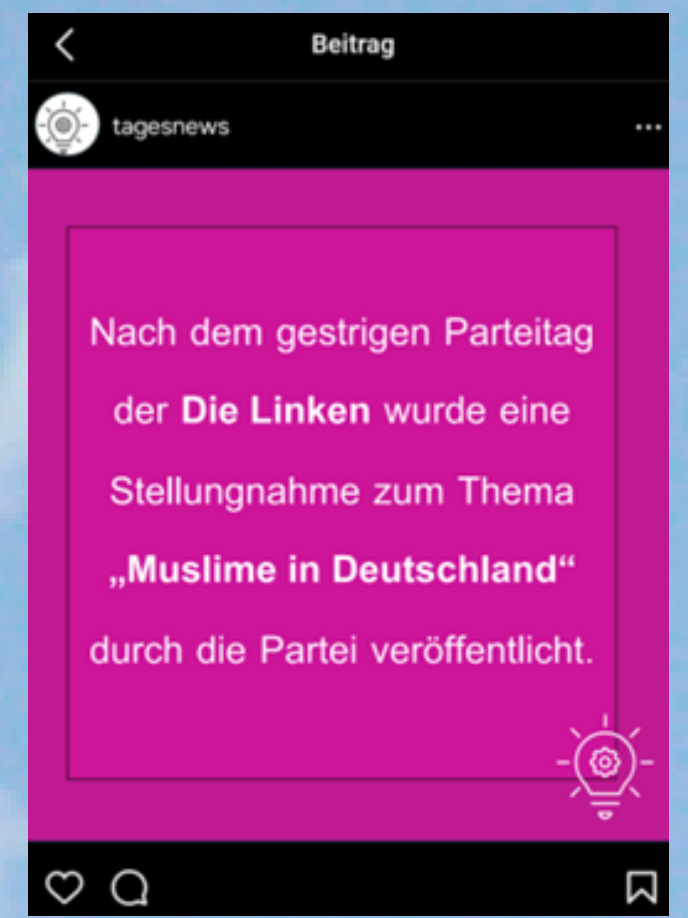 Beitrag
tagesnews
Nach dem gestrigen Parteitag
der Die Linken wurde eine
Stellungnahme zum Thema
„Muslime in Deutschland“
durch die Partei veröffentlicht.